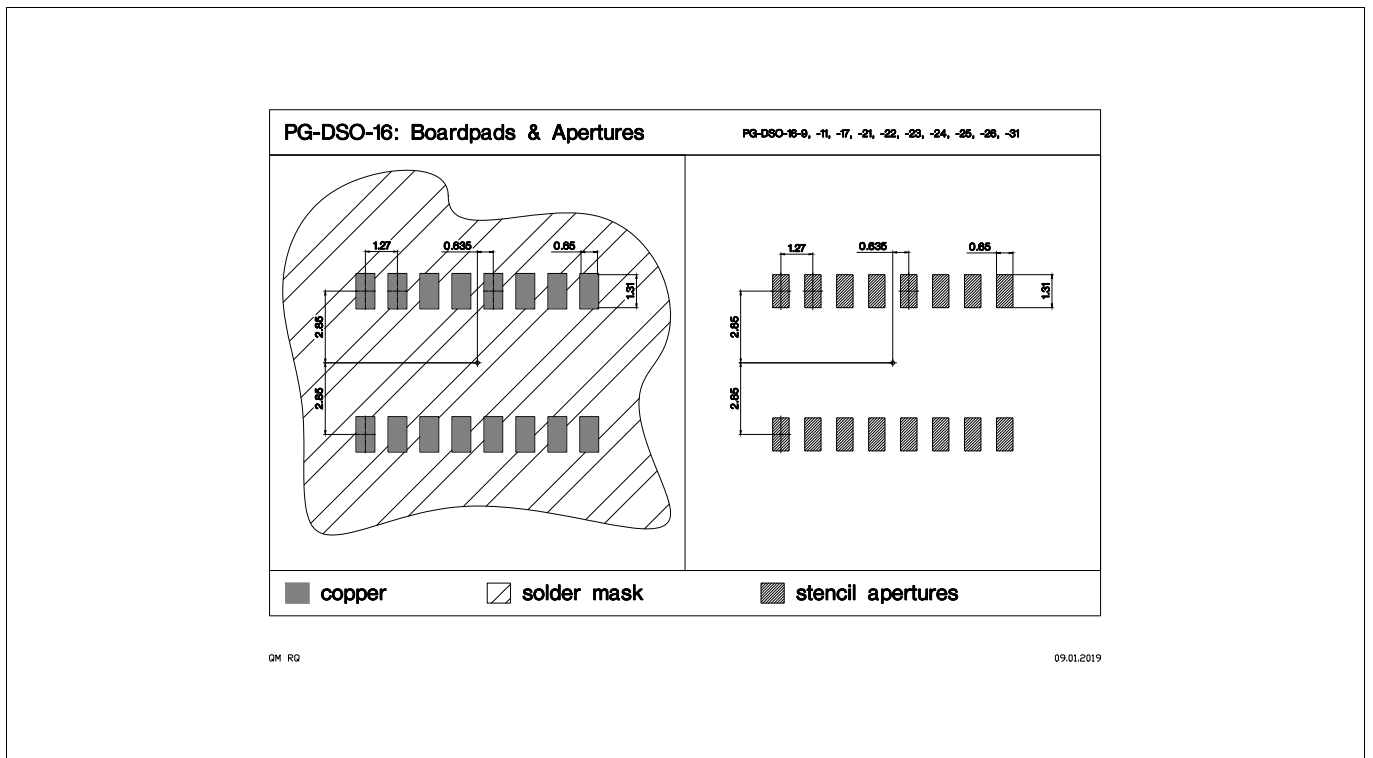 PG-DSO-16: Boardpads & Apertures
PG-DSO-16-9, -11, -17, -21, -22, -23, -24, -25, -26, -31
1.27 0.635 0.65
1.31
2.85
2.85
1.27 0.635 0.65
1.31
2.85
2.85
copper solder mask stencil apertures
QM RQ 09.01.2019